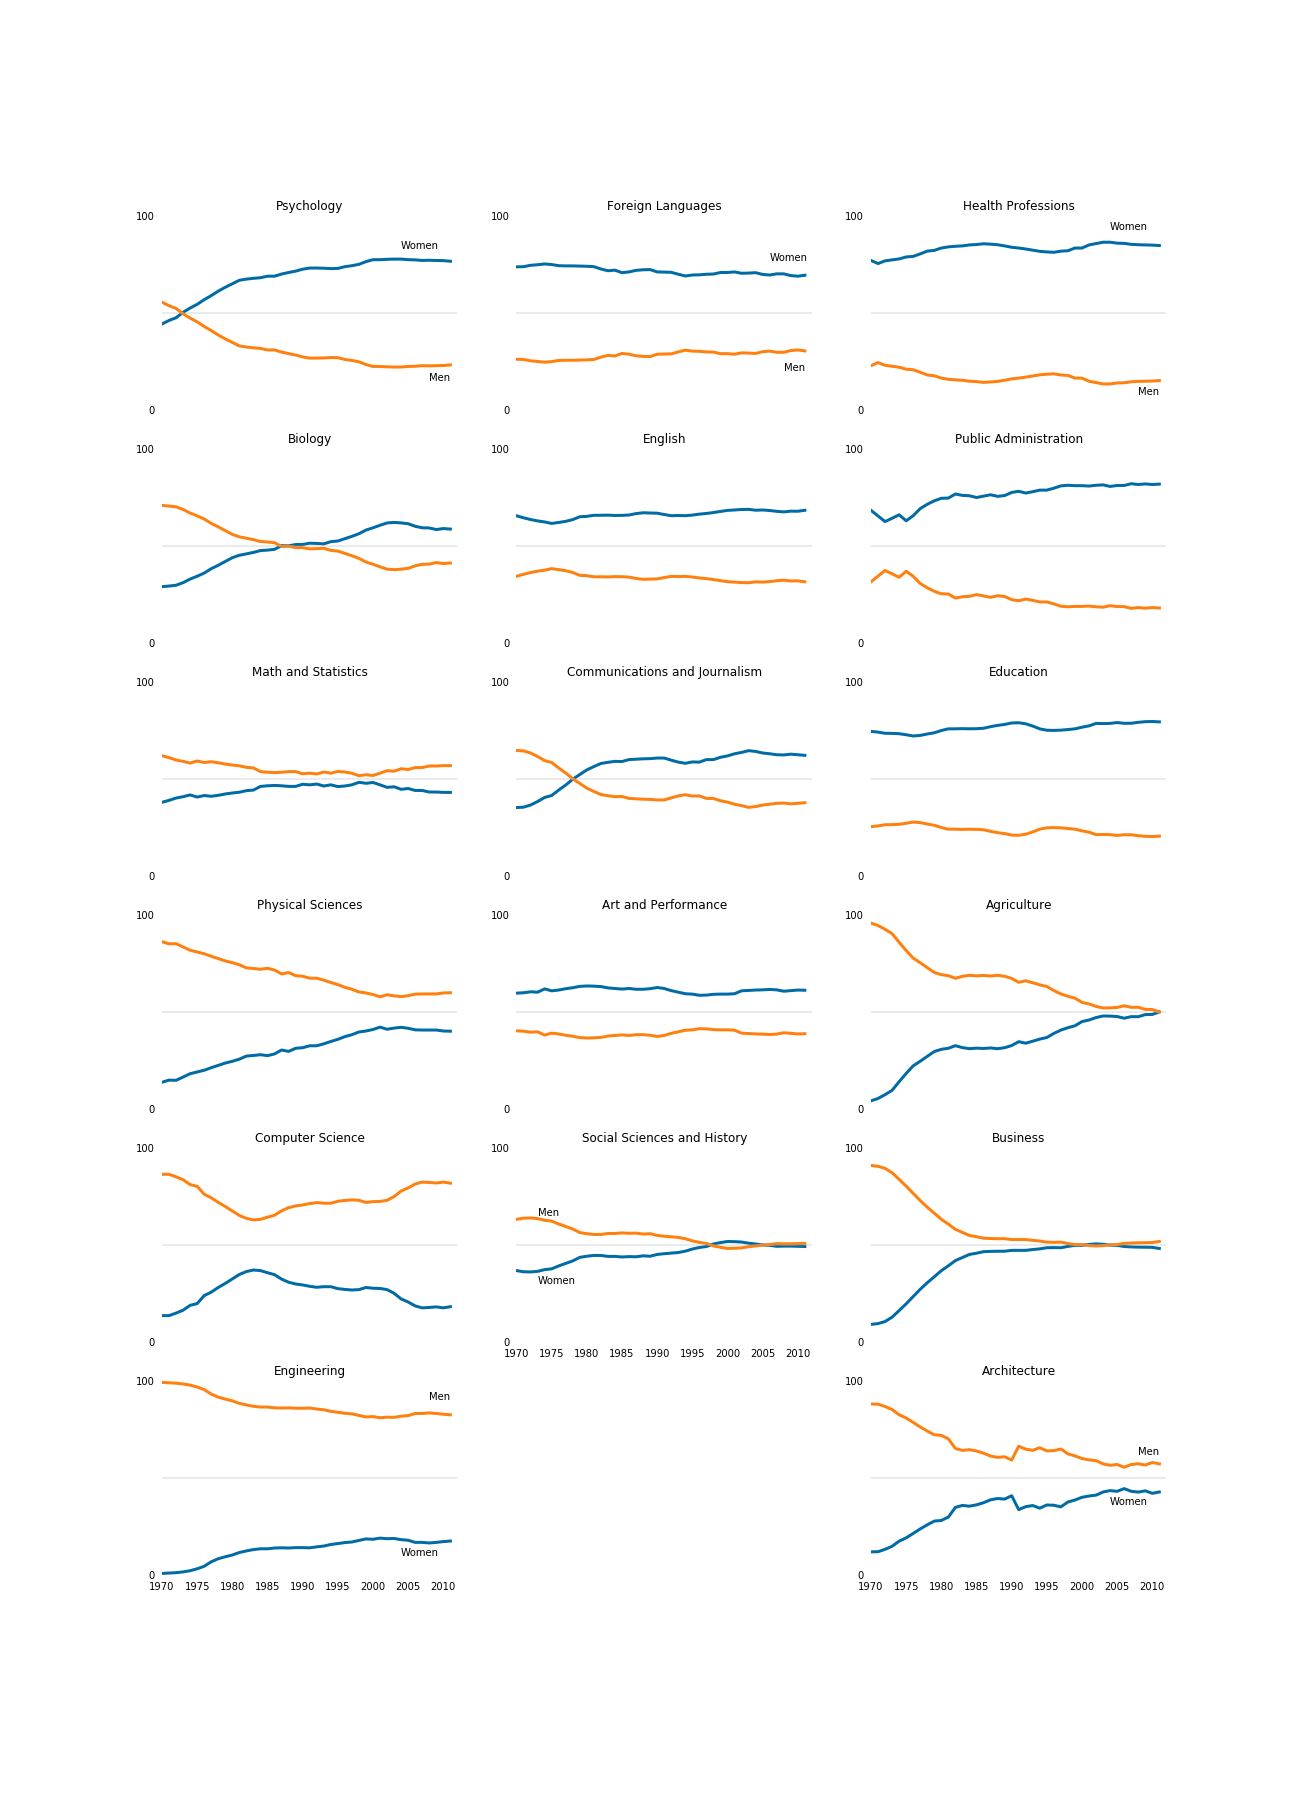 Psychology
100
Women
Men
0
Foreign Languages
100
Women
Men
0
Health Professions
100
Women
Men
0
Biology
100
0
English
100
0
Public Administration
100
0
Math and Statistics
100
0
Communications and Journalism
100
0
Education
100
0
Physical Sciences
100
0
Art and Performance
100
0
Agriculture
100
0
Computer Science
100
0
Social Sciences and History
100
Men
Women
0
1970 1975 1980 1985 1990 1995 2000 2005 2010
Business
100
0
Engineering
100
Men
Women
0
1970 1975 1980 1985 1990 1995 2000 2005 2010
Architecture
100
Men
Women
0
1970 1975 1980 1985 1990 1995 2000 2005 2010